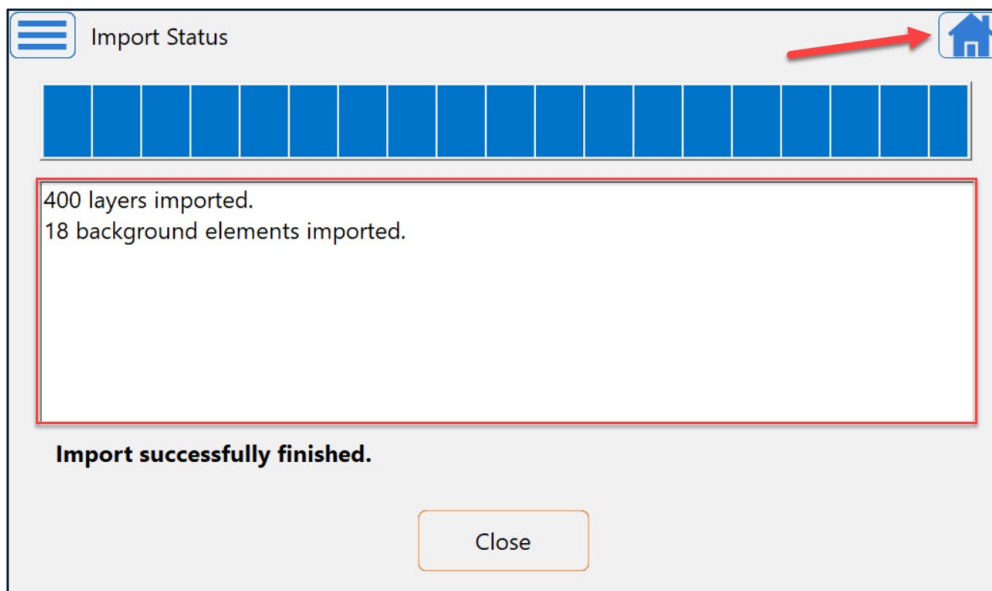 Import Status
400 layers imported.
18 background elements imported.
Import successfully finished.
Close